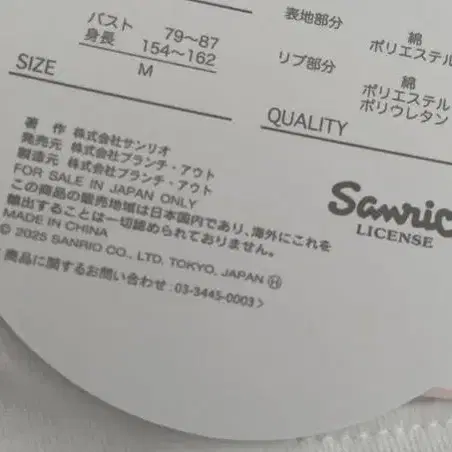 バスト 79〜87
身長 154〜162
SIZE M
表地部分 綿
ポリエステル
リブ部分 綿
ポリエステル
ポリウレタン
QUALITY
著 作 株式会社サンリオ
発売元 株式会社ブランチ・アウト
製造元 株式会社ブランチ・アウト
FOR SALE IN JAPAN ONLY
この商品の販売地域は日本国内であり、海外にこれを
輸出することは一切認められておりません。
MADE IN CHINA
© 2025 SANRIO CO., LTD. TOKYO, JAPAN Ⓗ
商品に関するお問い合わせ:03-3445-0003>
Sanric
LICENSE